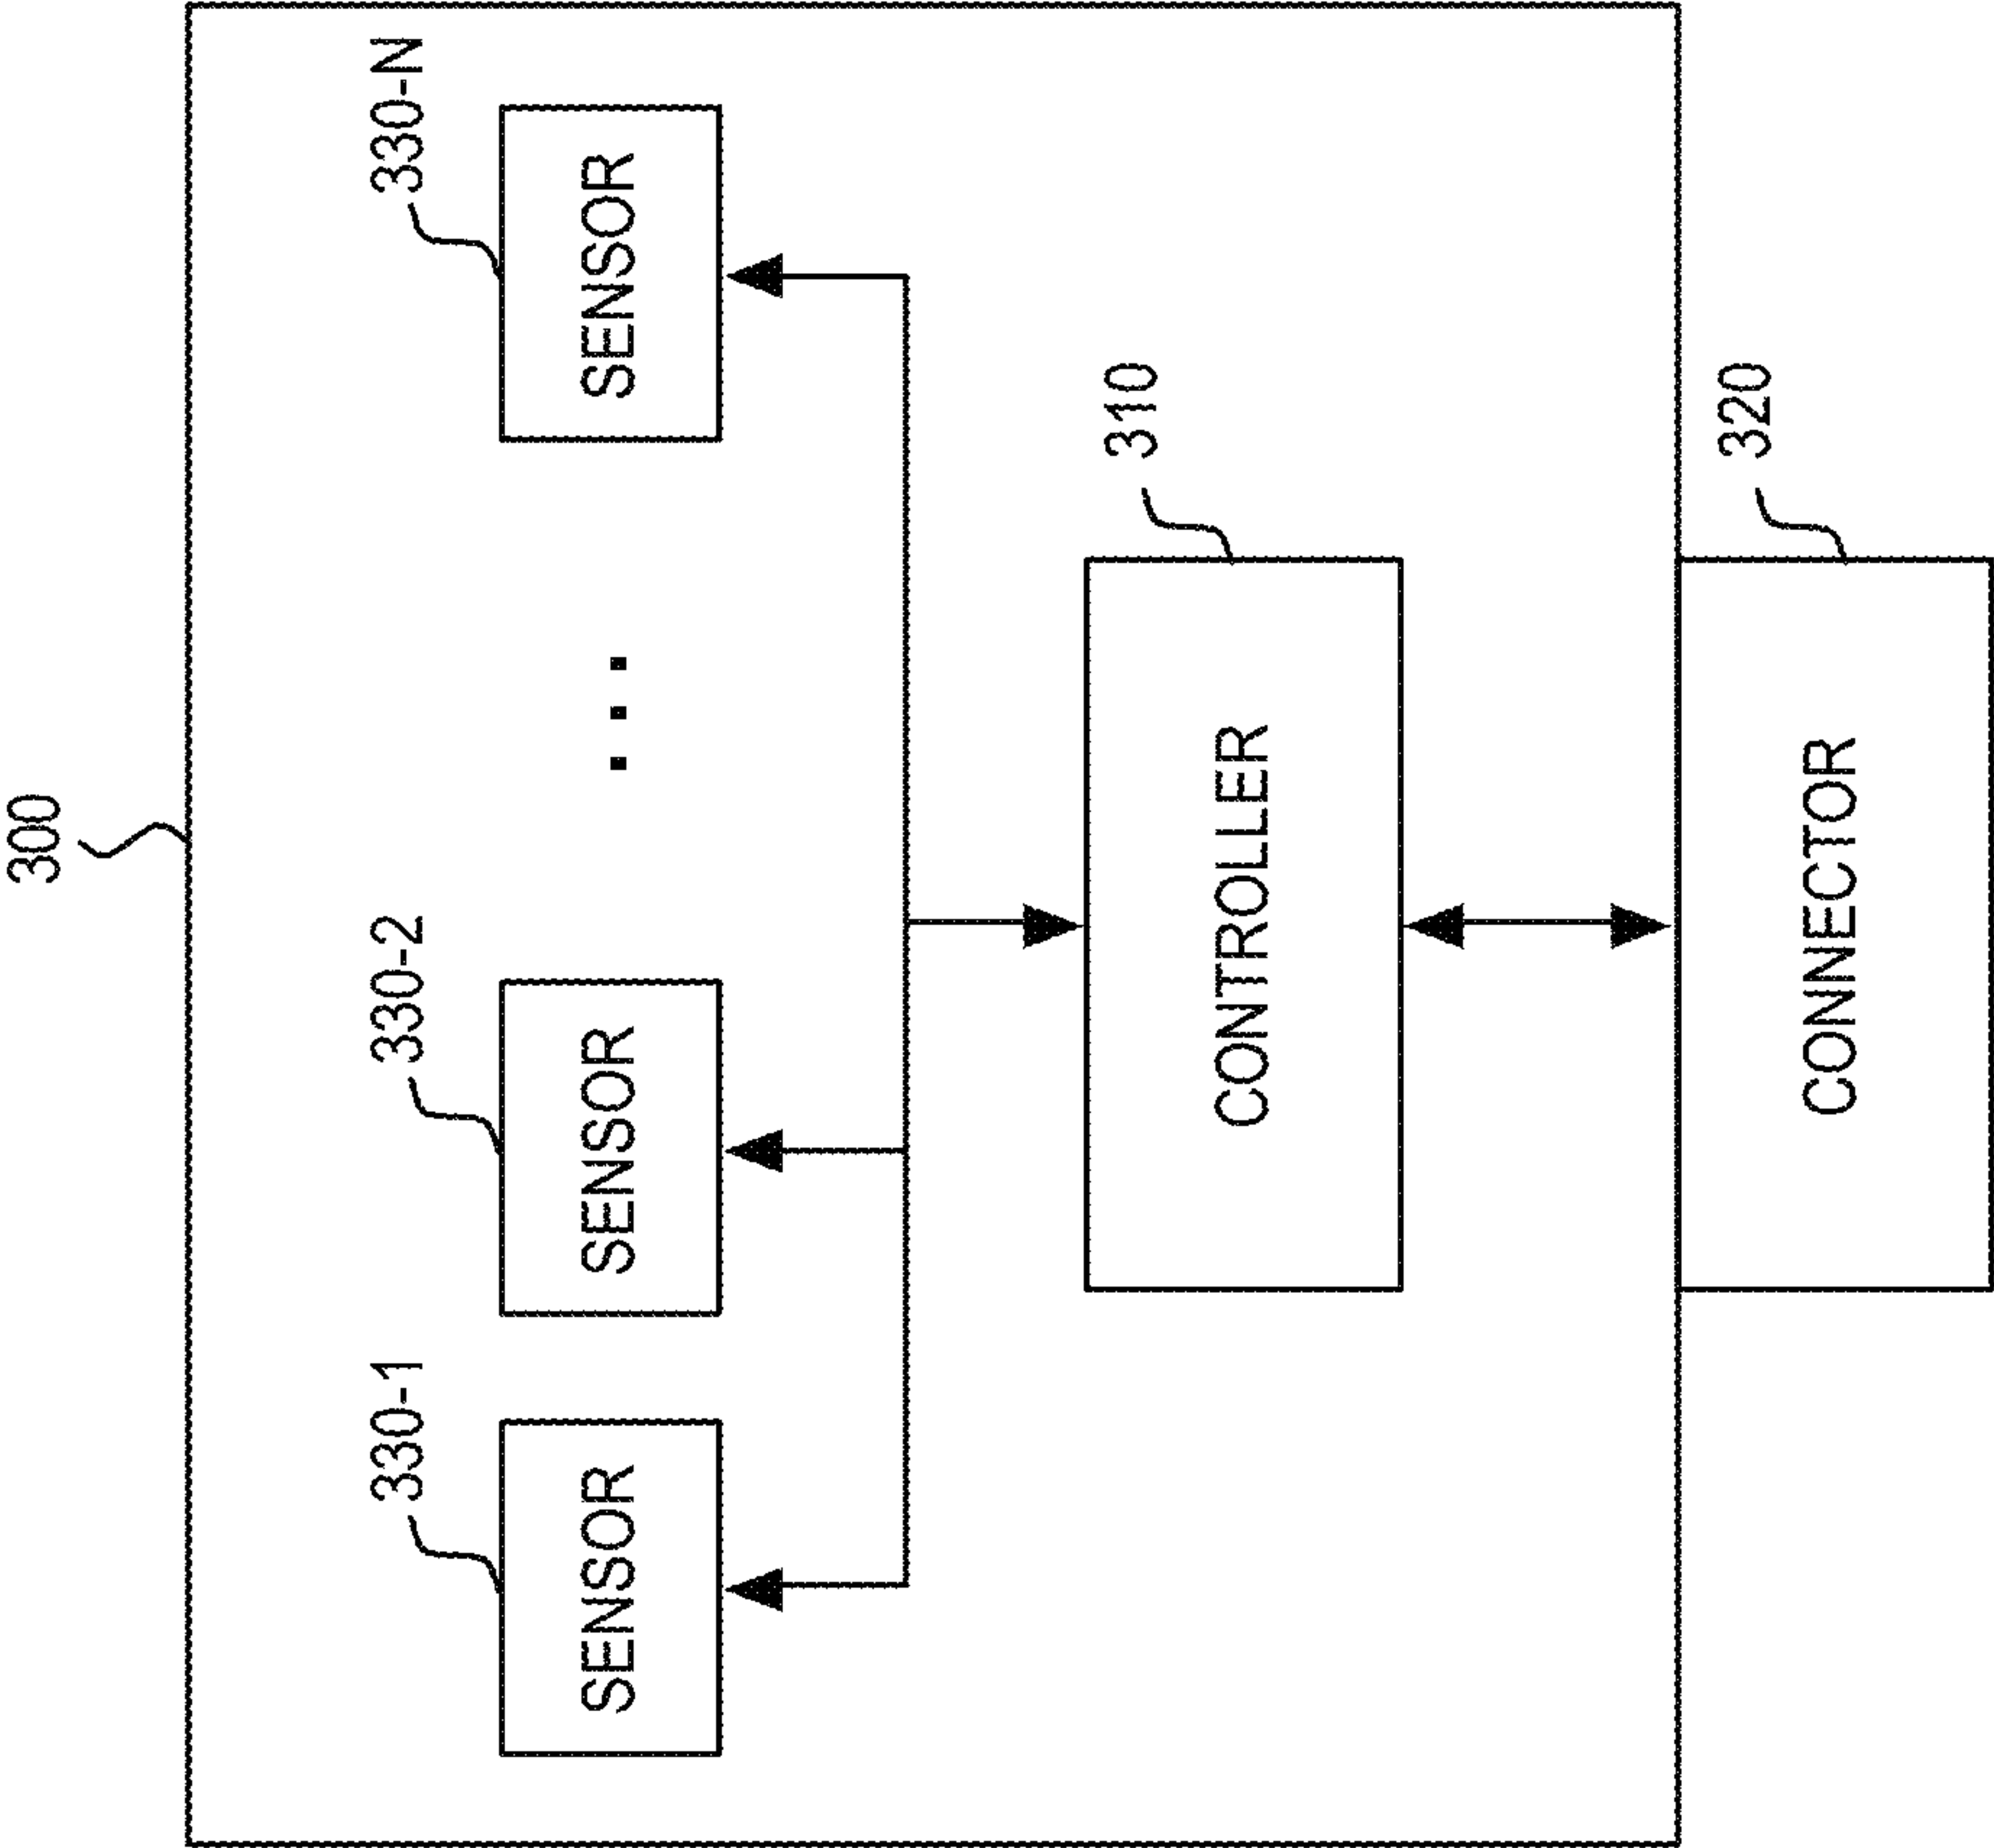 300
330-1
330-2
330-N
SENSOR
SENSOR
. . .
SENSOR
310
CONTROLLER
320
CONNECTOR